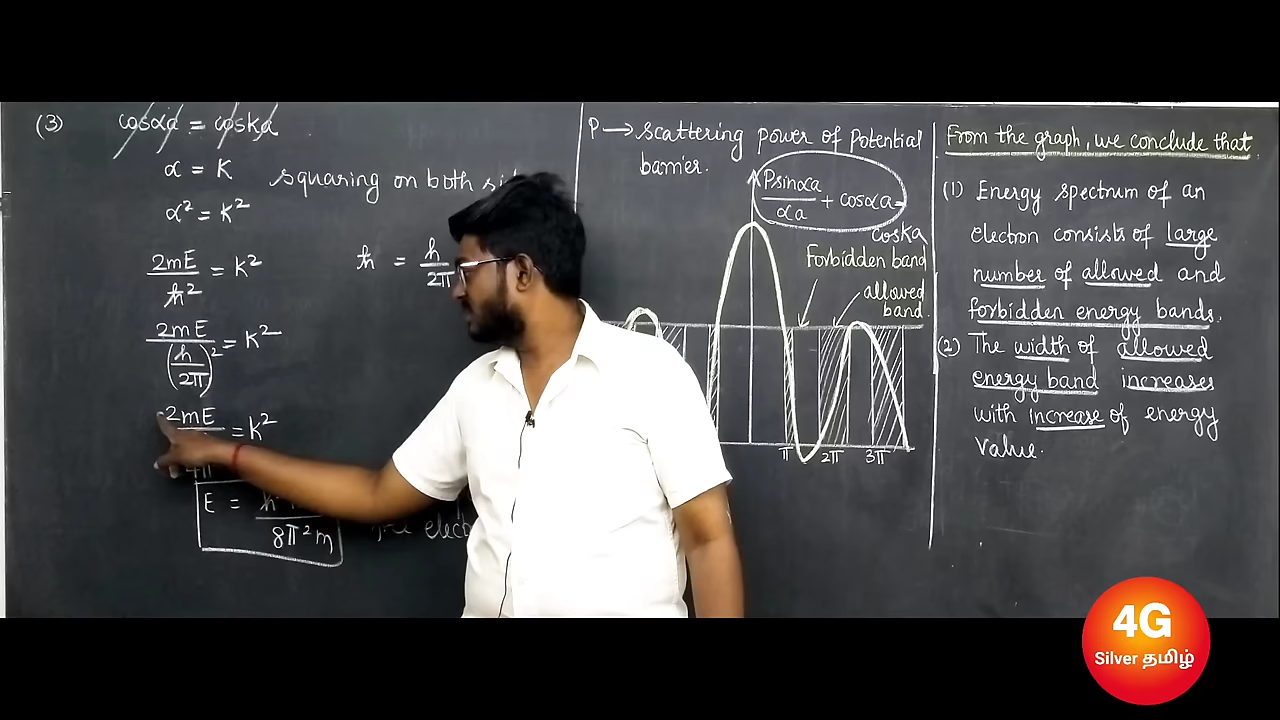 (3) cosαa = coska
α = K
squaring on both
α² = K²
2mE/ħ² = K²
ħ = h/2π
2mE/(h/2π)² = K²
2mE = K²
4π
E = 8π²m
P → scattering power of Potential
barrier.
Psinαa/αa + cosαa =
coska
Forbidden band
allowed
band.
π 2π 3π
From the graph, we conclude that
(1) Energy spectrum of an
electron consists of large
number of allowed and
forbidden energy bands.
(2) The width of allowed
energy band increases
with increase of energy
value.
4G
Silver தமிழ்